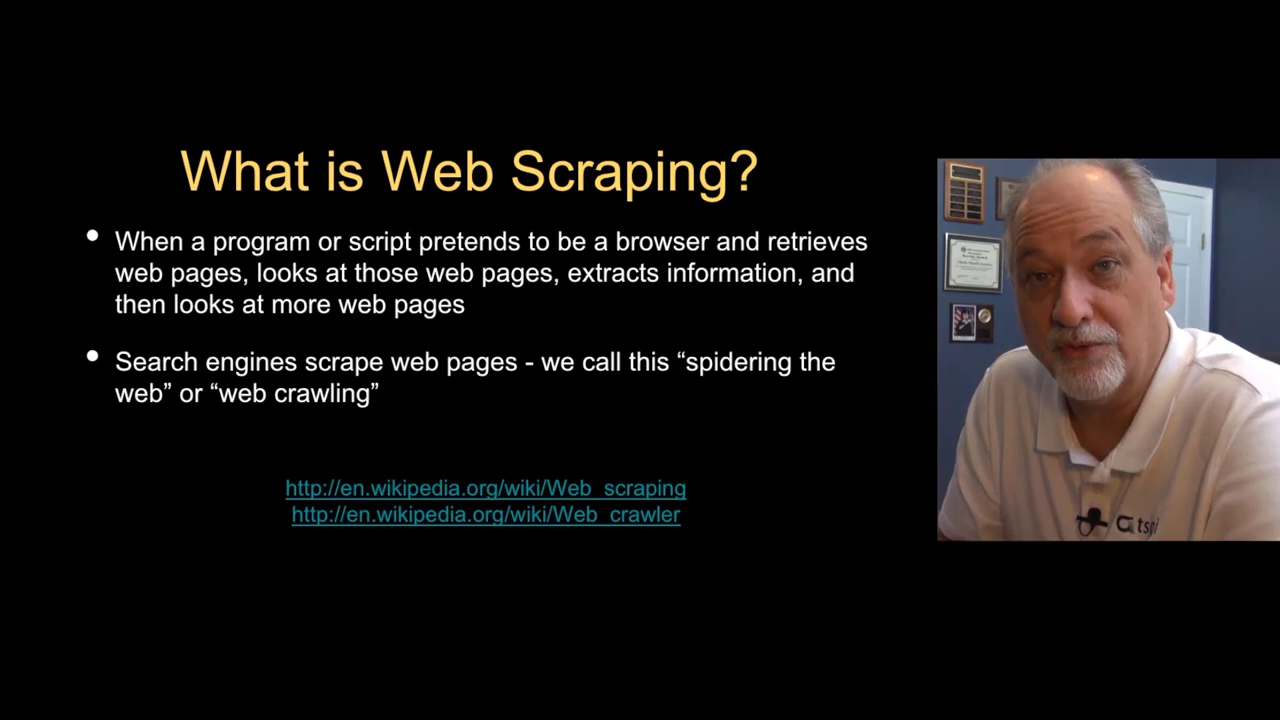 What is Web Scraping?
• When a program or script pretends to be a browser and retrieves
web pages, looks at those web pages, extracts information, and
then looks at more web pages
• Search engines scrape web pages - we call this “spidering the
web” or “web crawling”
http://en.wikipedia.org/wiki/Web_scraping
http://en.wikipedia.org/wiki/Web_crawler